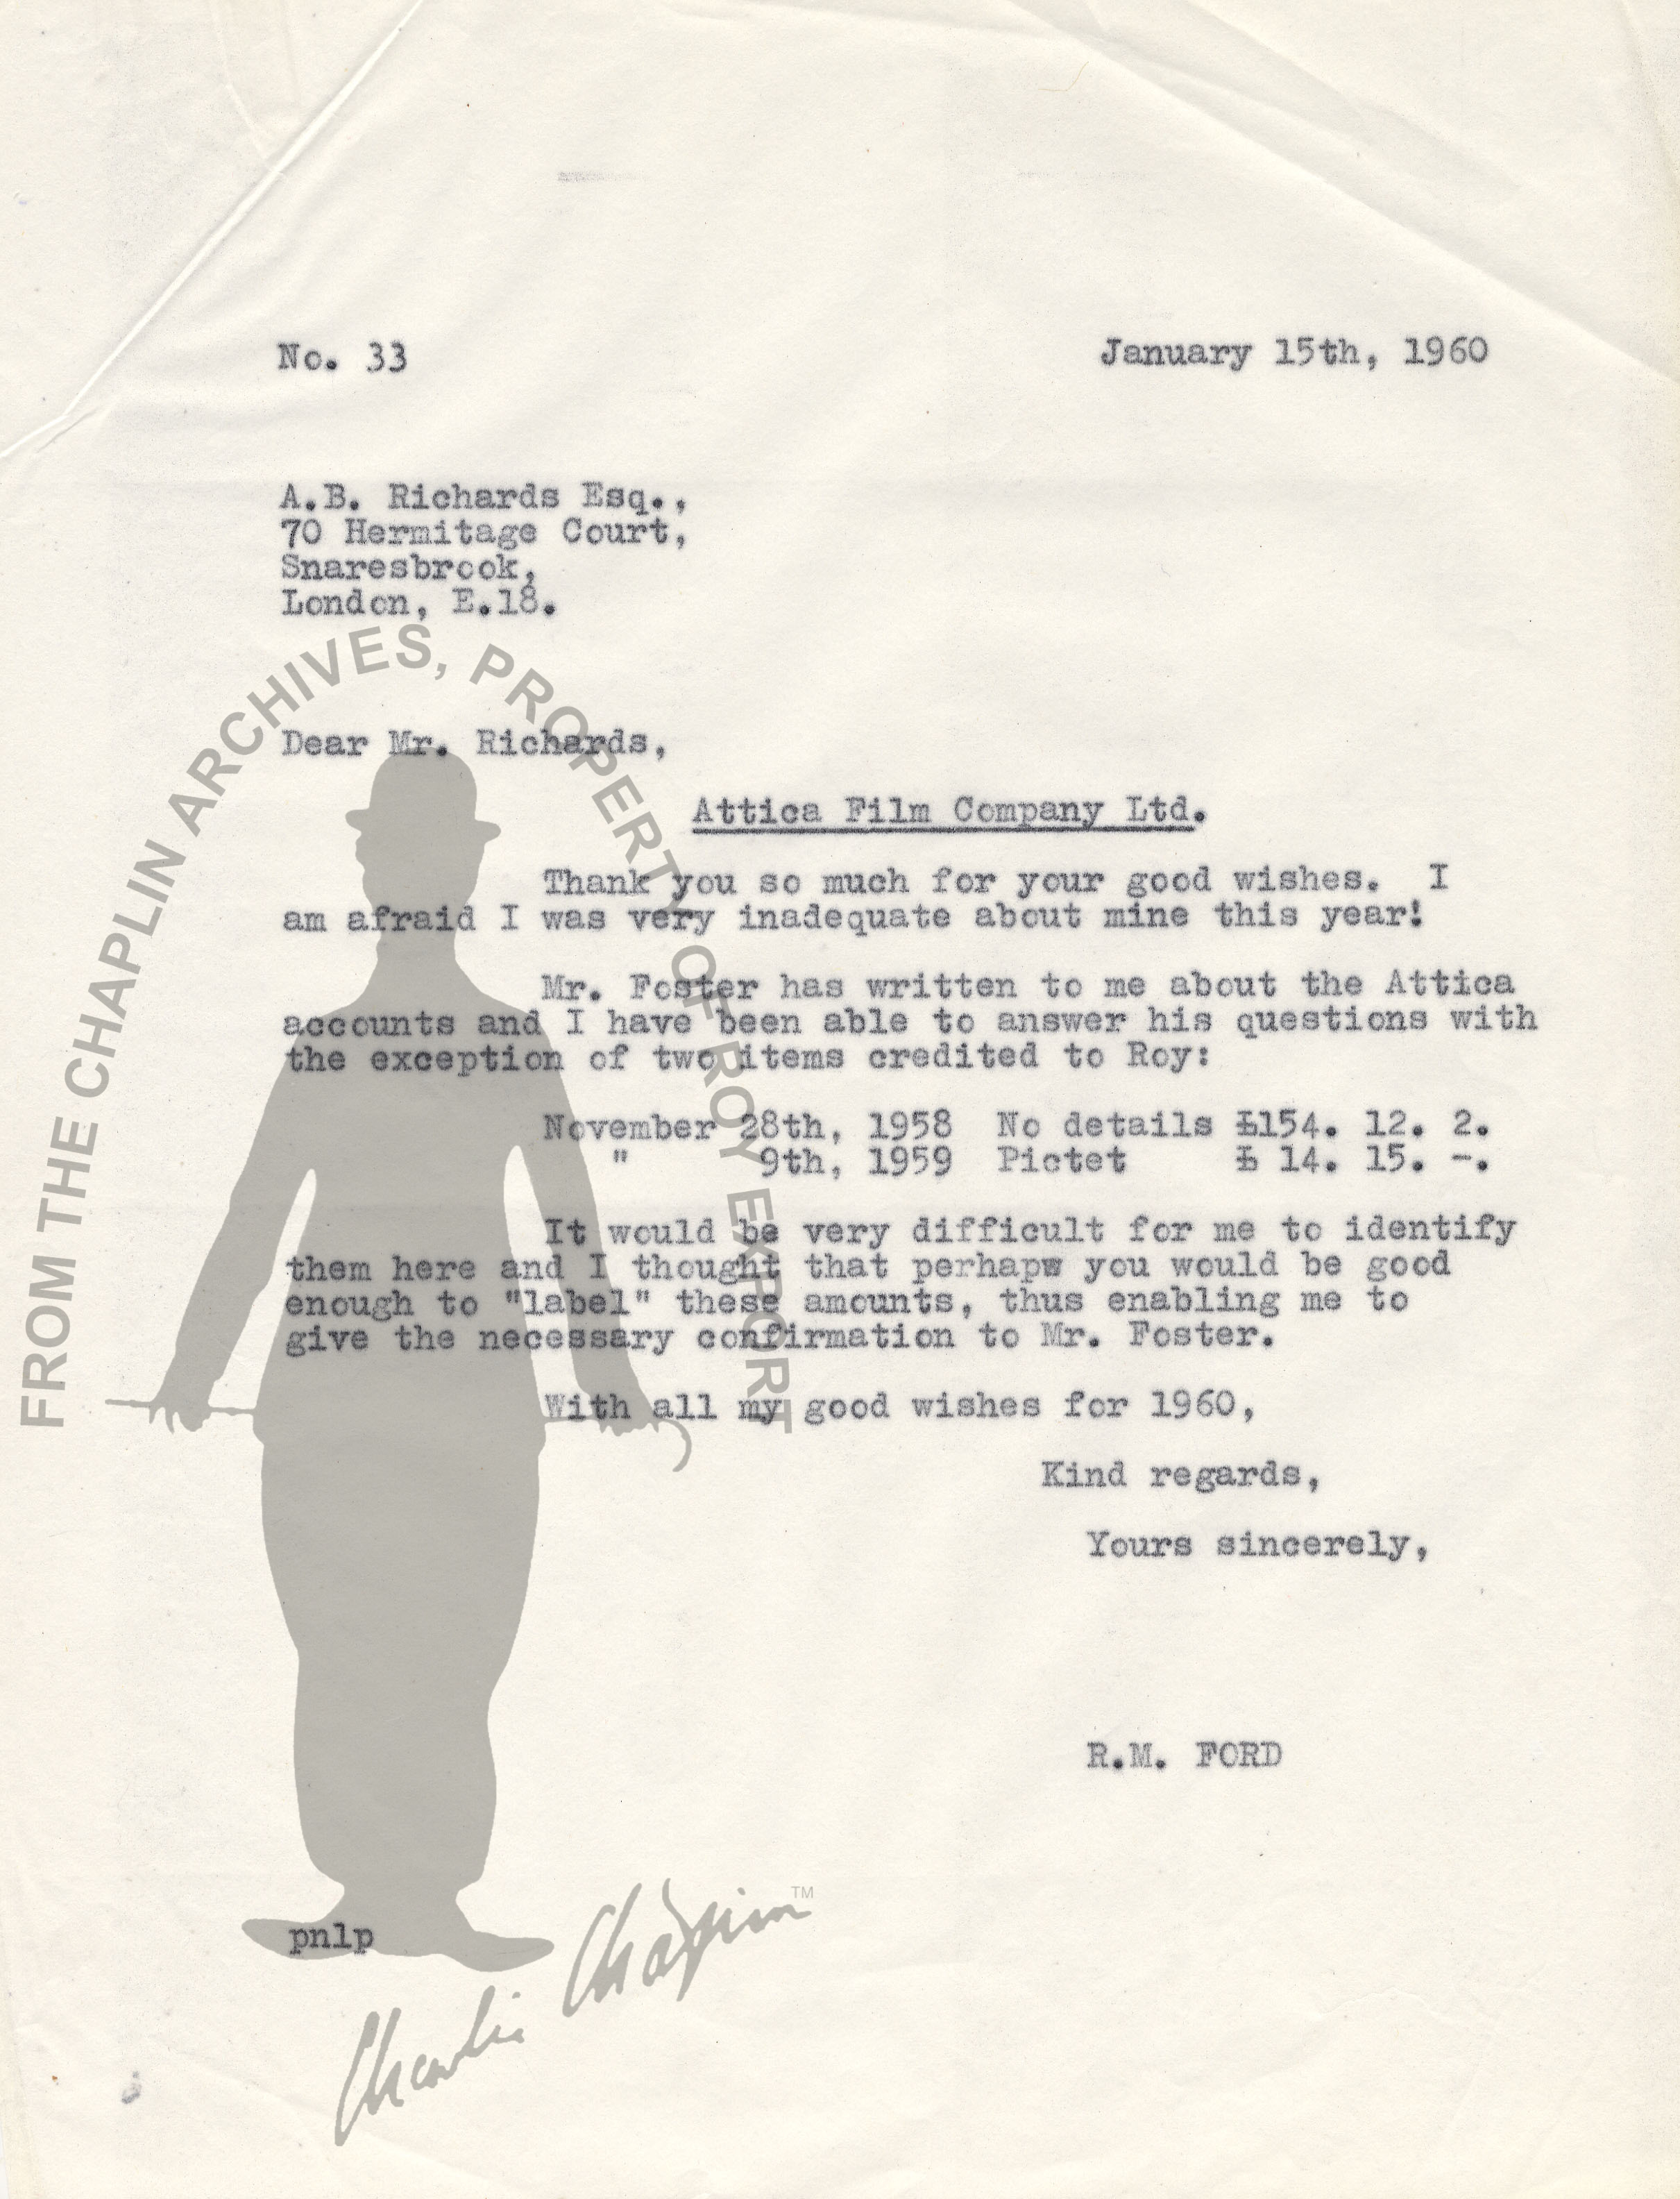 No. 33
January 15th, 1960
A.B. Richards Esq.,
70 Hermitage Court,
Snaresbrook,
London, E.18.
Dear Mr. Richards,
Attica Film Company Ltd.
Thank you so much for your good wishes. I
am afraid I was very inadequate about mine this year!
Mr. Foster has written to me about the Attica
accounts and I have been able to answer his questions with
the exception of two items credited to Roy:
November 28th, 1958 No details £154. 12. 2.
" 9th, 1959 Pictet £ 14. 15. -.
It would be very difficult for me to identify
them here and I thought that perhapw you would be good
enough to "label" these amounts, thus enabling me to
give the necessary confirmation to Mr. Foster.
With all my good wishes for 1960,
Kind regards,
Yours sincerely,
R.M. FORD
pnlp
FROM THE CHAPLIN ARCHIVES, PROPERTY OF ROY EXPORT
Charlie Chaplin™